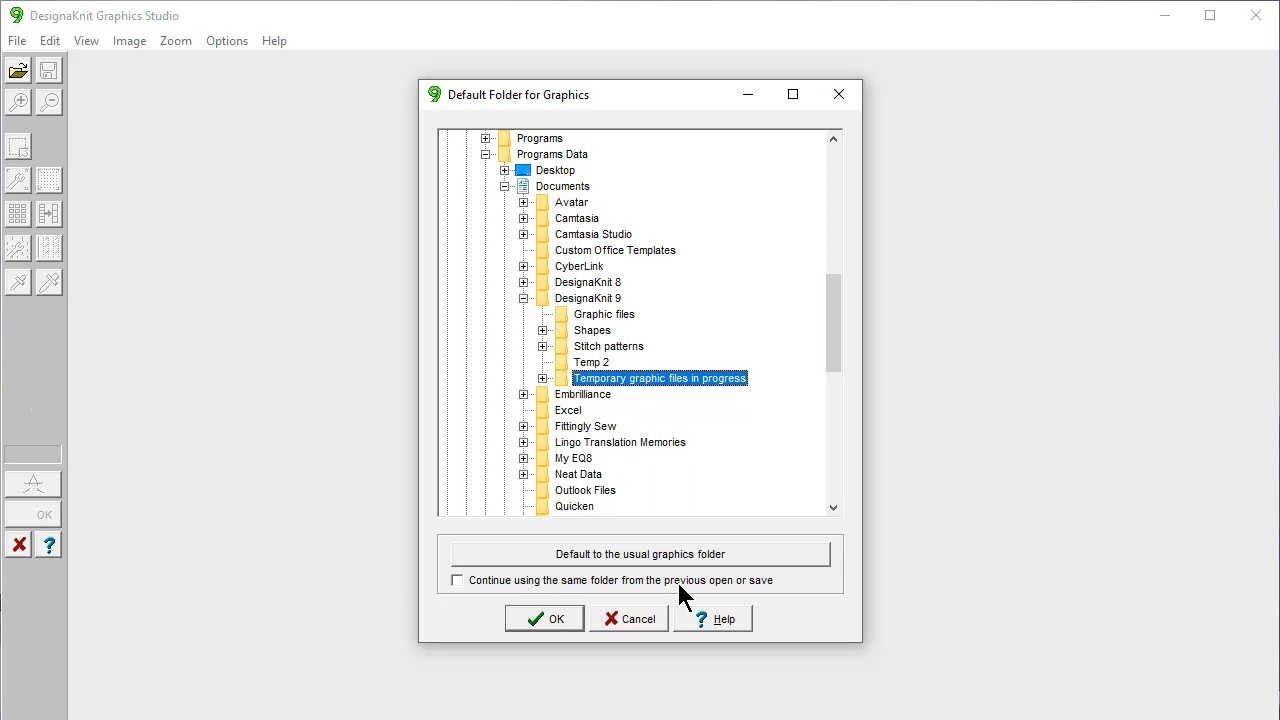 DesignaKnit Graphics Studio
File Edit View Image Zoom Options Help
Default Folder for Graphics
Programs
Programs Data
Desktop
Documents
Avatar
Camtasia
Camtasia Studio
Custom Office Templates
CyberLink
DesignaKnit 8
DesignaKnit 9
Graphic files
Shapes
Stitch patterns
Temp 2
Temporary graphic files in progress
Embrilliance
Excel
Fittingly Sew
Lingo Translation Memories
My EQ8
Neat Data
Outlook Files
Quicken
Default to the usual graphics folder
Continue using the same folder from the previous open or save
OK Cancel Help
OK